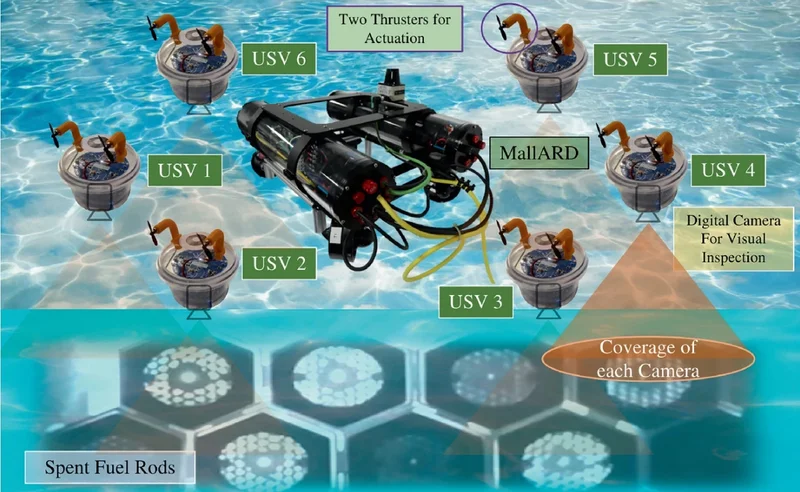 Two Thrusters for
Actuation
USV 6
USV 5
MallARD
USV 1
USV 4
Digital Camera
For Visual
Inspection
USV 2
USV 3
Coverage of
each Camera
Spent Fuel Rods